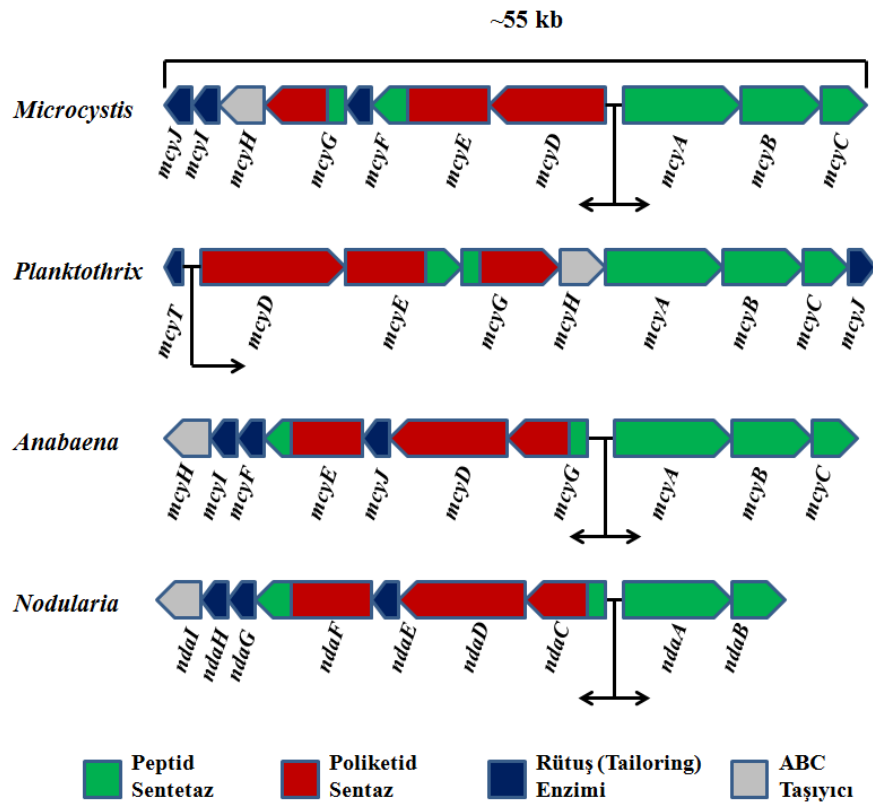 ~55 kb
Microcystis
mcyJ
mcyI
mcyH
mcyG
mcyF
mcyE
mcyD
mcyA
mcyB
mcyC
Planktothrix
mcyT
mcyD
mcyE
mcyG
mcyH
mcyA
mcyB
mcyC
mcyJ
Anabaena
mcyH
mcyI
mcyF
mcyE
mcyJ
mcyD
mcyG
mcyA
mcyB
mcyC
Nodularia
ndaI
ndaH
ndaG
ndaF
ndaE
ndaD
ndaC
ndaA
ndaB
Peptid
Sentetaz
Poliketid
Sentaz
Rütuş (Tailoring)
Enzimi
ABC
Taşıyıcı